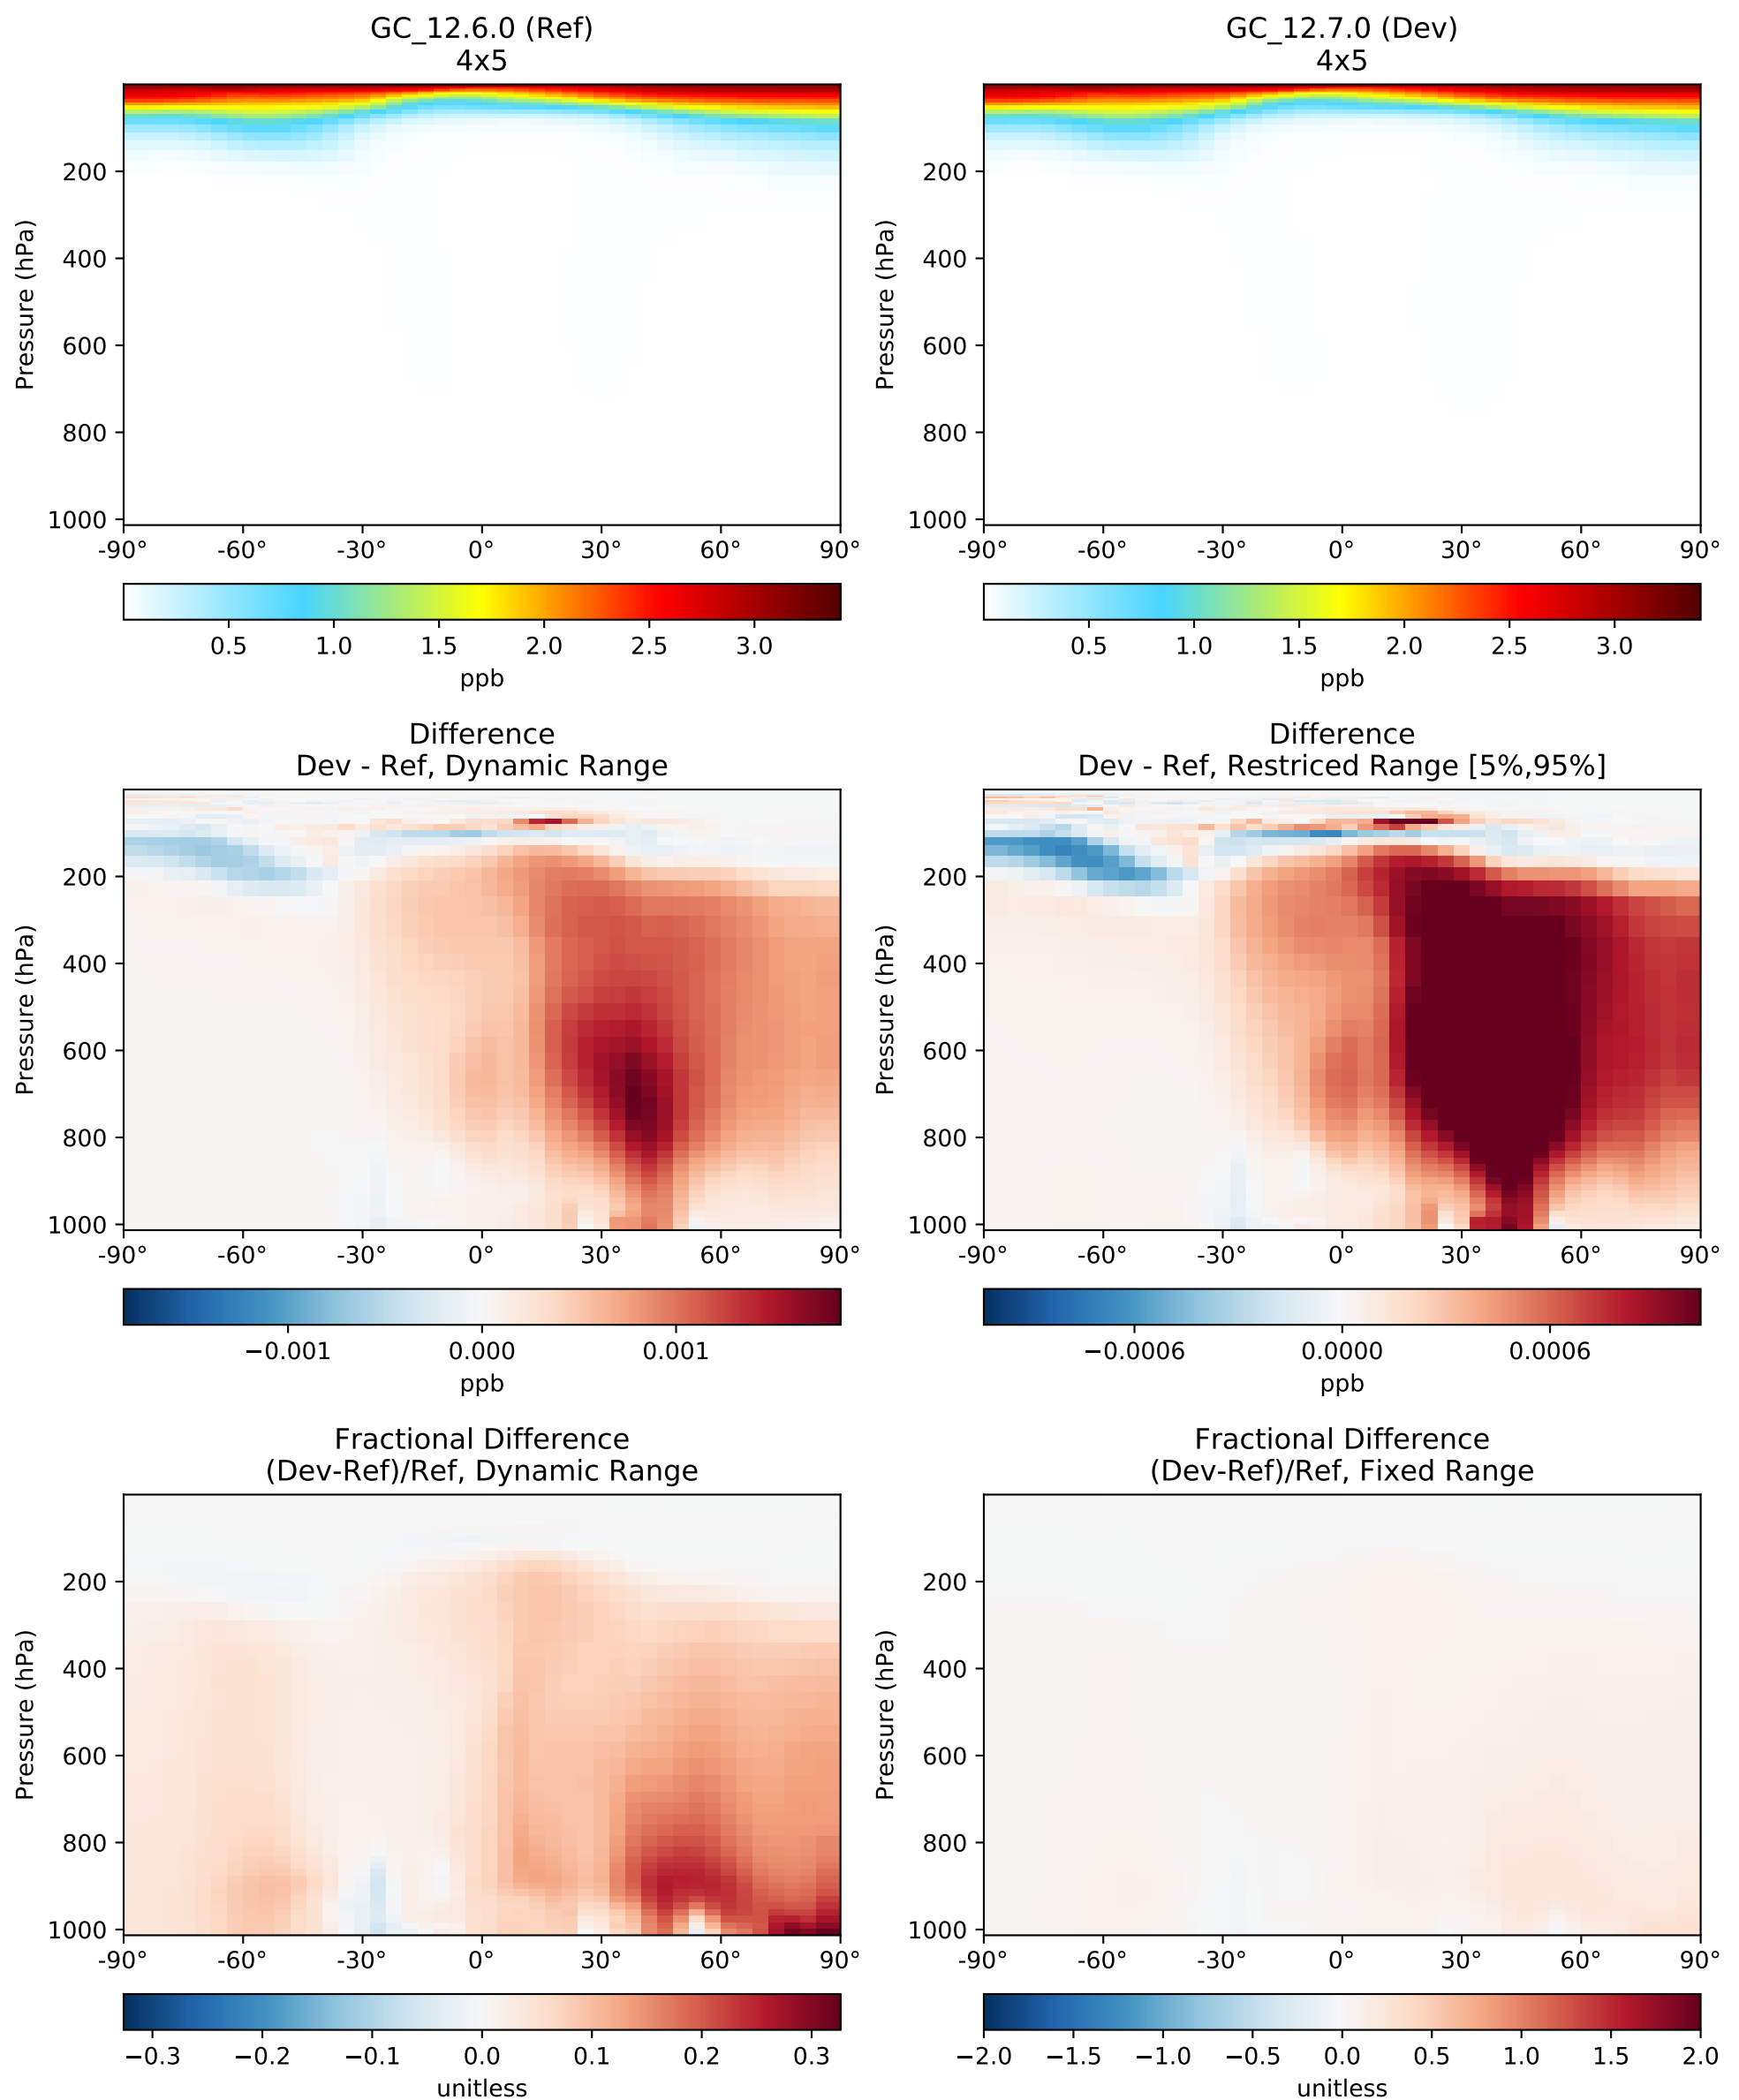 GC_12.6.0 (Ref)
4x5
GC_12.7.0 (Dev)
4x5
Pressure (hPa)
200
400
600
800
1000
-90° -60° -30° 0° 30° 60° 90°
0.5 1.0 1.5 2.0 2.5 3.0
ppb
Pressure (hPa)
200
400
600
800
1000
-90° -60° -30° 0° 30° 60° 90°
0.5 1.0 1.5 2.0 2.5 3.0
ppb
Difference
Dev - Ref, Dynamic Range
Pressure (hPa)
200
400
600
800
1000
-90° -60° -30° 0° 30° 60° 90°
−0.001 0.000 0.001
ppb
Difference
Dev - Ref, Restriced Range [5%,95%]
Pressure (hPa)
200
400
600
800
1000
-90° -60° -30° 0° 30° 60° 90°
−0.0006 0.0000 0.0006
ppb
Fractional Difference
(Dev-Ref)/Ref, Dynamic Range
Pressure (hPa)
200
400
600
800
1000
-90° -60° -30° 0° 30° 60° 90°
−0.3 −0.2 −0.1 0.0 0.1 0.2 0.3
unitless
Fractional Difference
(Dev-Ref)/Ref, Fixed Range
Pressure (hPa)
200
400
600
800
1000
-90° -60° -30° 0° 30° 60° 90°
−2.0 −1.5 −1.0 −0.5 0.0 0.5 1.0 1.5 2.0
unitless